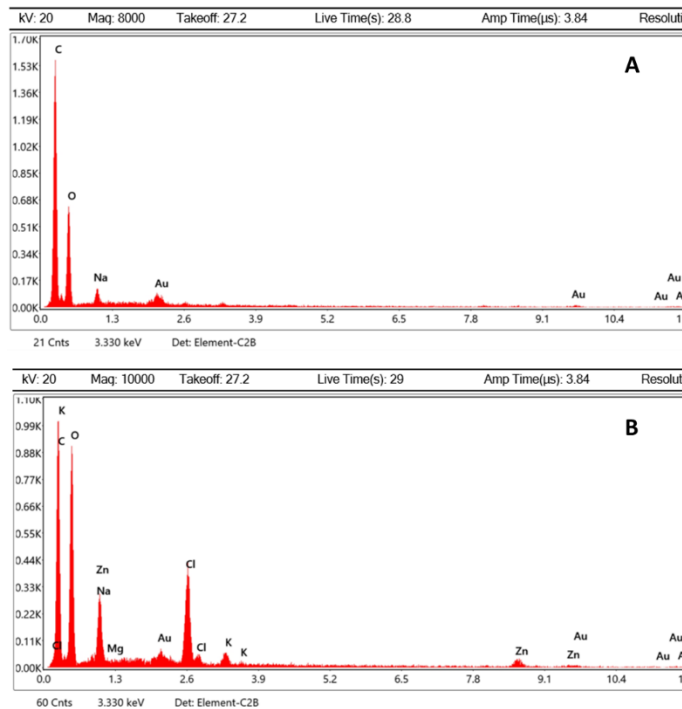 kV: 20 Mag: 8000 Takeoff: 27.2 Live Time(s): 28.8 Amp Time(µs): 3.84 Resoluti
1.70K
C
A
1.53K
1.36K
1.19K
1.02K
0.85K
O
0.68K
0.51K
0.34K
Na Au Au
0.17K Au Au A
0.00K
0.0 1.3 2.6 3.9 5.2 6.5 7.8 9.1 10.4 1
21 Cnts 3.330 keV Det: Element-C2B
kV: 20 Mag: 10000 Takeoff: 27.2 Live Time(s): 29 Amp Time(µs): 3.84 Resoluti
1.10K
K
0.99K
C O B
0.88K
0.77K
0.66K
0.55K
0.44K
Zn Cl
0.33K
Na
0.22K
Au Au Au
0.11K
Cl Mg Cl K K Zn Zn Au A
0.00K
0.0 1.3 2.6 3.9 5.2 6.5 7.8 9.1 10.4 1
60 Cnts 3.330 keV Det: Element-C2B